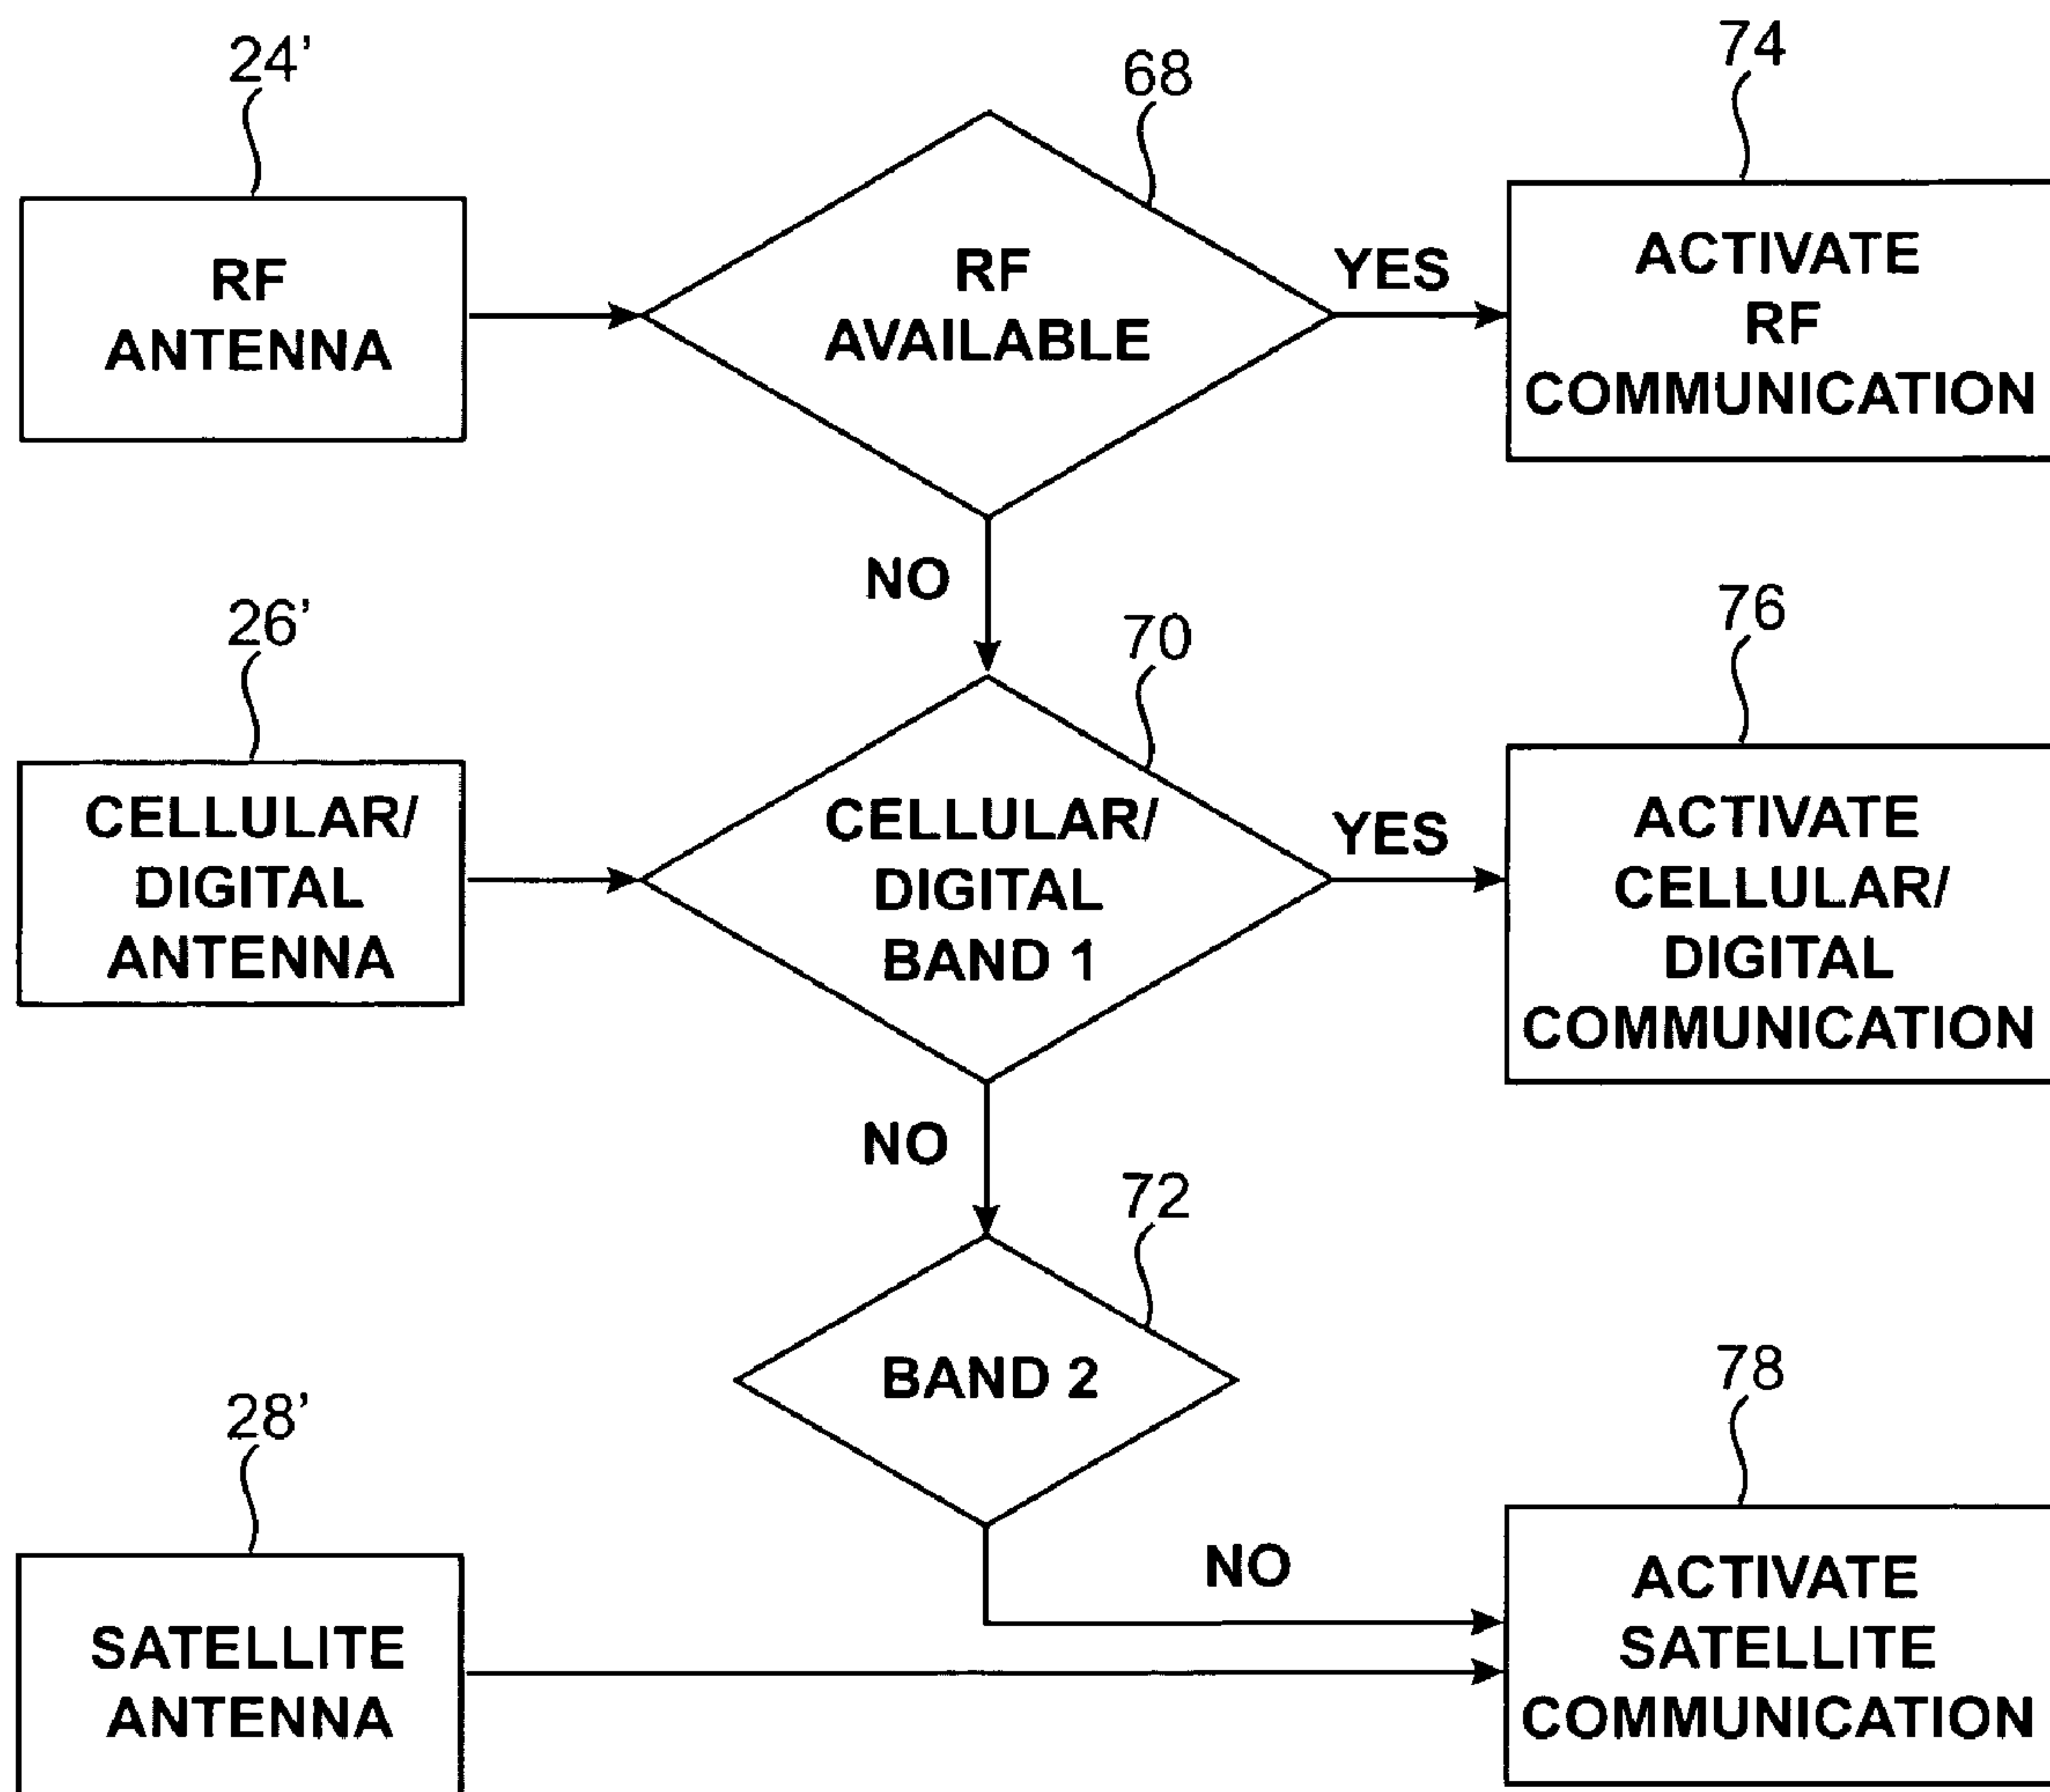 24'
68
74
RF
ANTENNA
RF
AVAILABLE
YES
ACTIVATE
RF
COMMUNICATION
NO
26'
70
76
CELLULAR/
DIGITAL
ANTENNA
CELLULAR/
DIGITAL
BAND 1
YES
ACTIVATE
CELLULAR/
DIGITAL
COMMUNICATION
NO
72
BAND 2
28'
78
NO
SATELLITE
ANTENNA
ACTIVATE
SATELLITE
COMMUNICATION